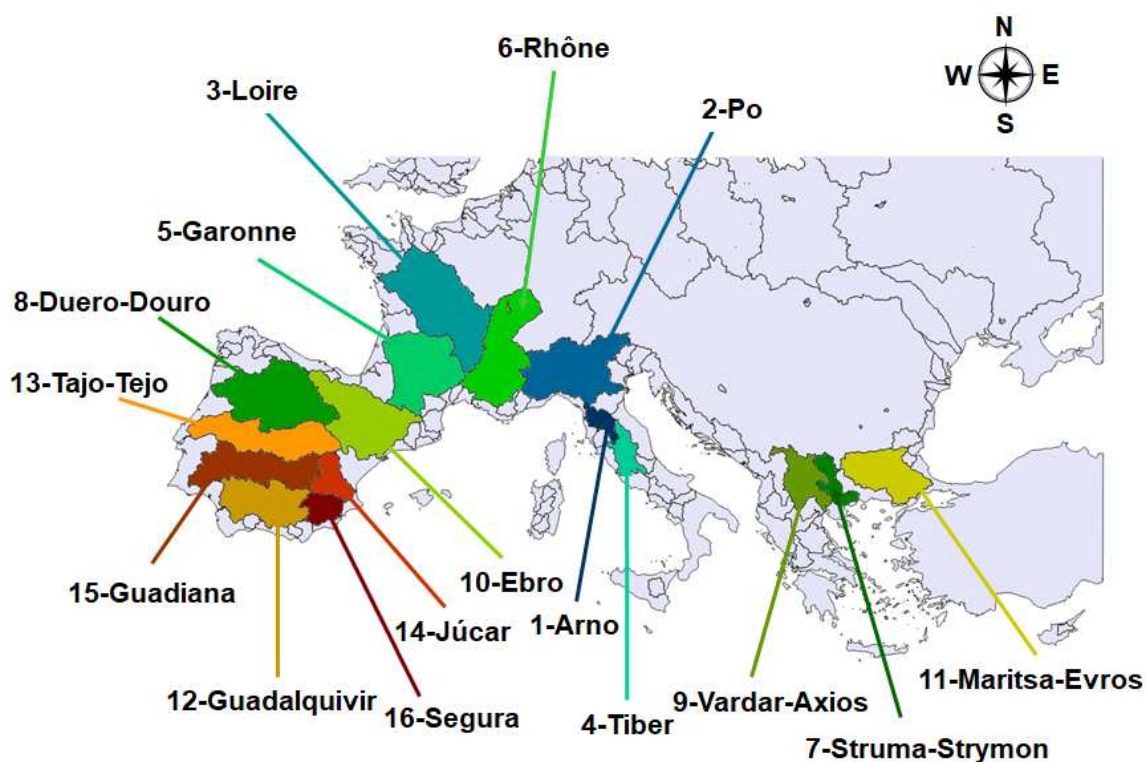 N
W E
S
6-Rhône
3-Loire
2-Po
5-Garonne
8-Duero-Douro
13-Tajo-Tejo
15-Guadiana
10-Ebro
14-Júcar
1-Arno
12-Guadalquivir
16-Segura
4-Tiber
9-Vardar-Axios
11-Maritsa-Evros
7-Struma-Strymon